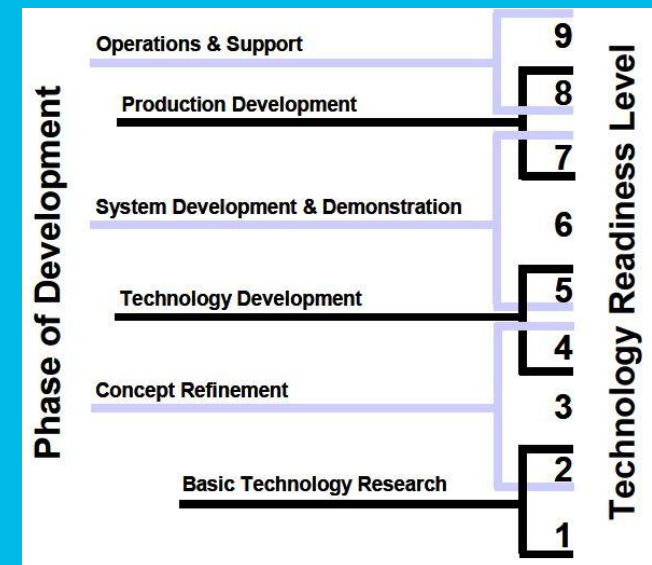 Phase of Development
Operations & Support
Production Development
System Development & Demonstration
Technology Development
Concept Refinement
Basic Technology Research
9
8
7
6
5
4
3
2
1
Technology Readiness Level